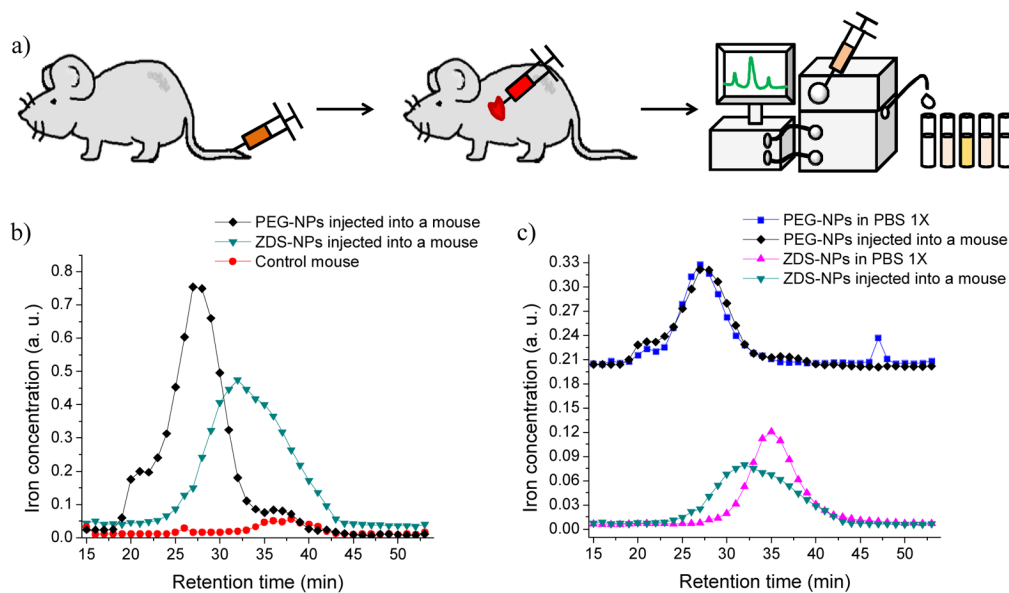 a)
b)
PEG-NPs injected into a mouse
ZDS-NPs injected into a mouse
Control mouse
Iron concentration (a. u.)
0.8
0.7
0.6
0.5
0.4
0.3
0.2
0.1
0.0
15 20 25 30 35 40 45 50
Retention time (min)
c)
PEG-NPs in PBS 1X
PEG-NPs injected into a mouse
ZDS-NPs in PBS 1X
ZDS-NPs injected into a mouse
Iron concentration (a. u.)
0.33
0.30
0.27
0.24
0.21
0.18
0.15
0.12
0.09
0.06
0.03
0.00
15 20 25 30 35 40 45 50
Retention time (min)